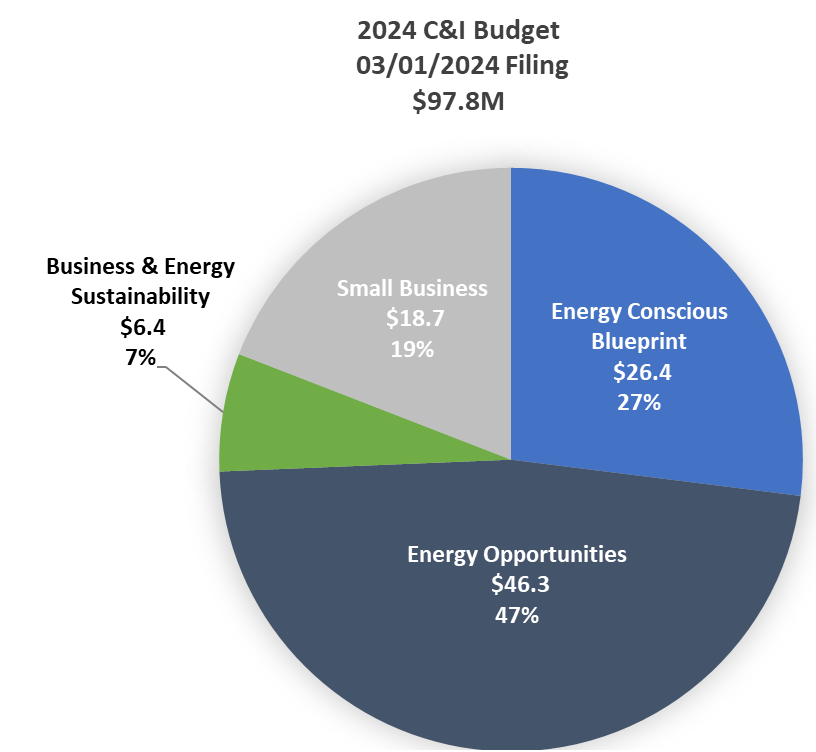 2024 C&I Budget
03/01/2024 Filing
$97.8M
Business & Energy
Sustainability
$6.4
7%
Small Business
$18.7
19%
Energy Conscious
Blueprint
$26.4
27%
Energy Opportunities
$46.3
47%